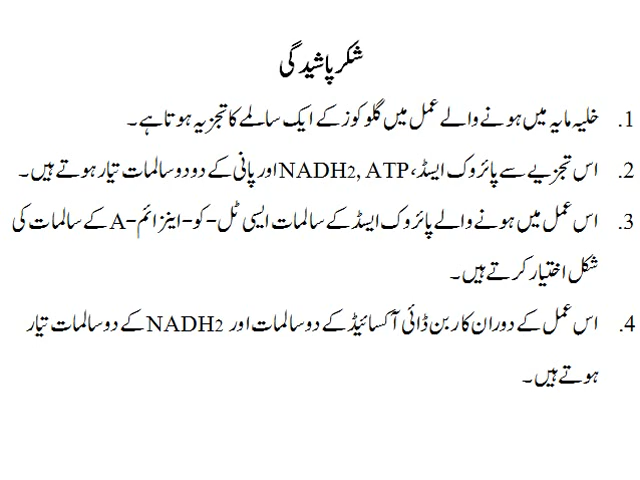 شکر پاشیدگی
1. خلیہ مایہ میں ہونے والے عمل میں گلوکوز کے ایک سالمے کا تجزیہ ہوتا ہے۔
2. اس تجزیے سے پائروک ایسڈ، NADH2, ATP اور پانی کے دو دو سالمات تیار ہوتے ہیں۔
3. اس عمل میں ہونے والے پائروک ایسڈ کے سالمات ایسی ٹل-کو-اینزائم-A کے سالمات کی
شکل اختیار کرتے ہیں۔
4. اس عمل کے دوران کاربن ڈائی آکسائیڈ کے دو سالمات اور NADH2 کے دو سالمات تیار
ہوتے ہیں۔